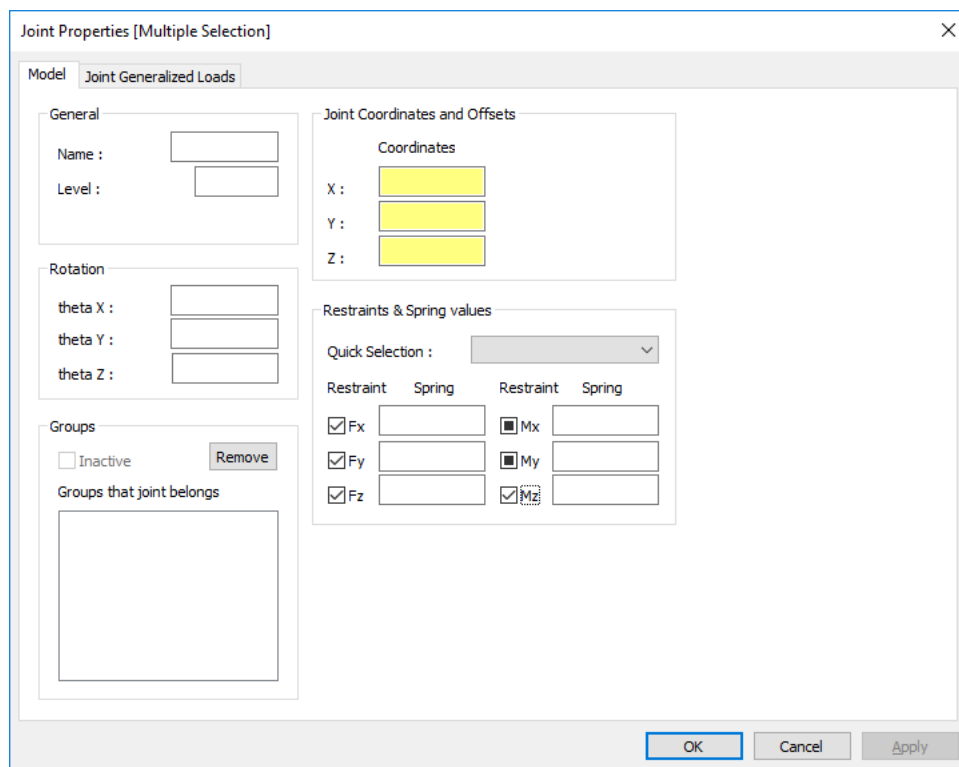 Joint Properties [Multiple Selection]
Model
Joint Generalized Loads
General
Name :
Level :
Rotation
theta X :
theta Y :
theta Z :
Groups
Inactive
Remove
Groups that joint belongs
Joint Coordinates and Offsets
Coordinates
X :
Y :
Z :
Restraints & Spring values
Quick Selection :
Restraint Spring Restraint Spring
Fx Mx
Fy My
Fz Mz
OK
Cancel
Apply